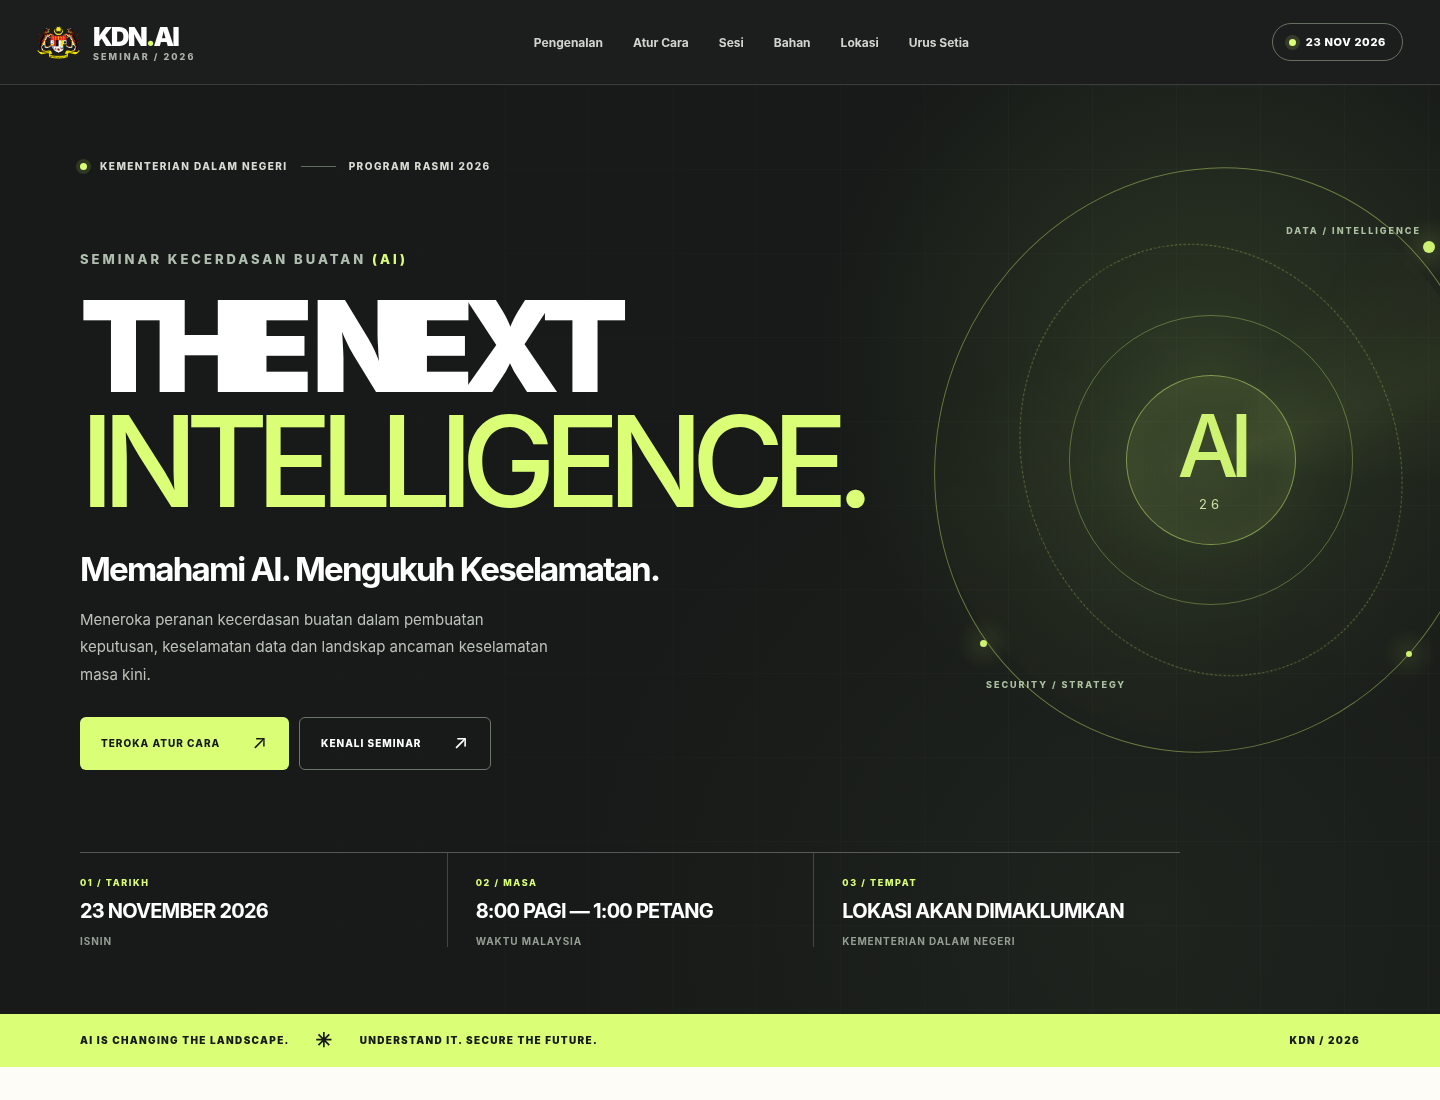 KDN.AI
SEMINAR / 2026
Pengenalan
Atur Cara
Sesi
Bahan
Lokasi
Urus Setia
23 NOV 2026
KEMENTERIAN DALAM NEGERI
PROGRAM RASMI 2026
SEMINAR KECERDASAN BUATAN (AI)
THE NEXT
INTELLIGENCE.
Memahami AI. Mengukuh Keselamatan.
Meneroka peranan kecerdasan buatan dalam pembuatan
keputusan, keselamatan data dan landskap ancaman keselamatan
masa kini.
TEROKA ATUR CARA
KENALI SEMINAR
DATA / INTELLIGENCE
AI
26
SECURITY / STRATEGY
01 / TARIKH
23 NOVEMBER 2026
ISNIN
02 / MASA
8:00 PAGI — 1:00 PETANG
WAKTU MALAYSIA
03 / TEMPAT
LOKASI AKAN DIMAKLUMKAN
KEMENTERIAN DALAM NEGERI
AI IS CHANGING THE LANDSCAPE.
UNDERSTAND IT. SECURE THE FUTURE.
KDN / 2026